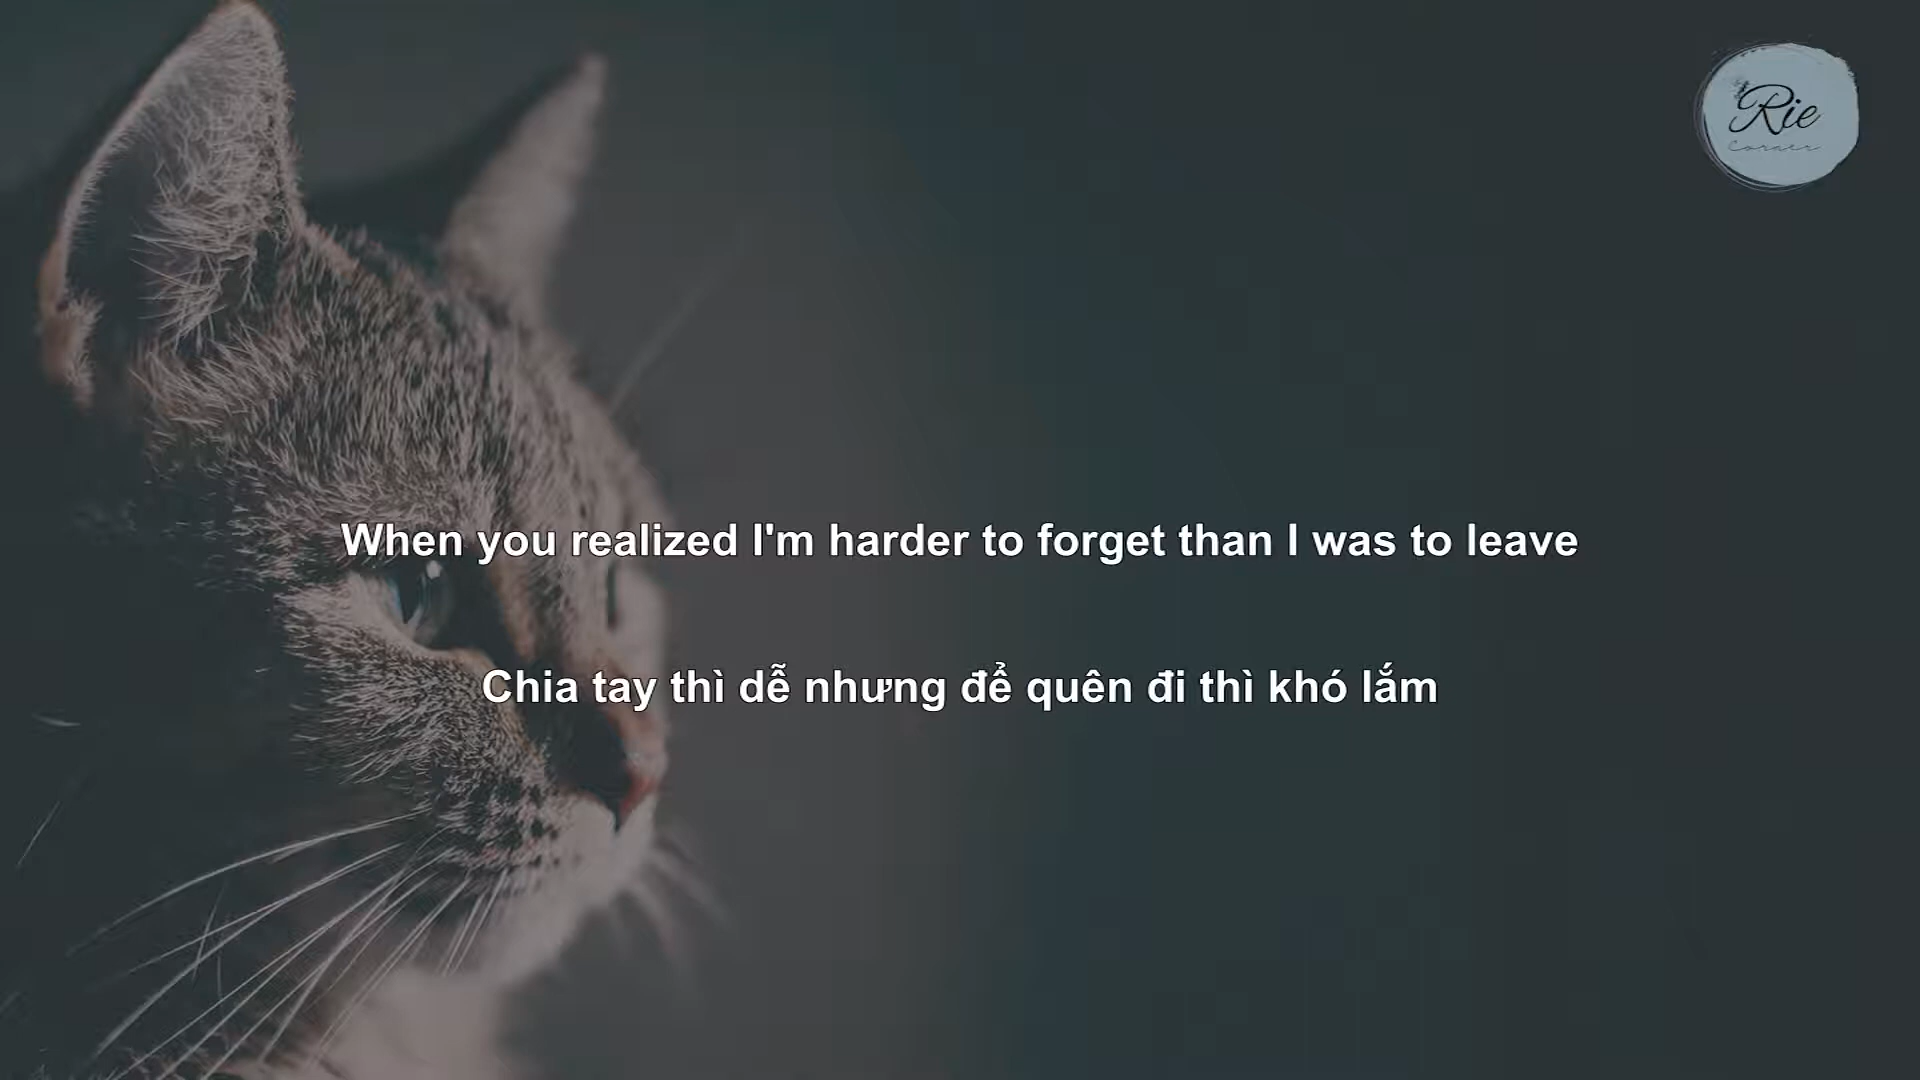 Rie
Corner
When you realized I'm harder to forget than I was to leave
Chia tay thì dễ nhưng để quên đi thì khó lắm